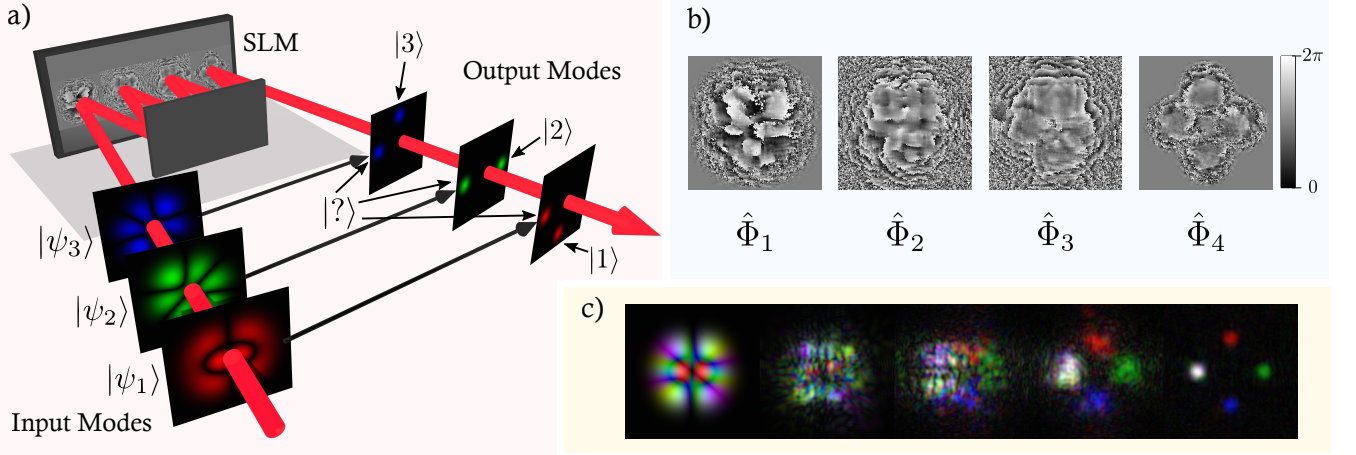 a)
SLM
|3⟩
Output Modes
|2⟩
|?⟩
|1⟩
|ψ₃⟩
|ψ₂⟩
|ψ₁⟩
Input Modes
b)
2π
0
Φ̂₁ Φ̂₂ Φ̂₃ Φ̂₄
c)